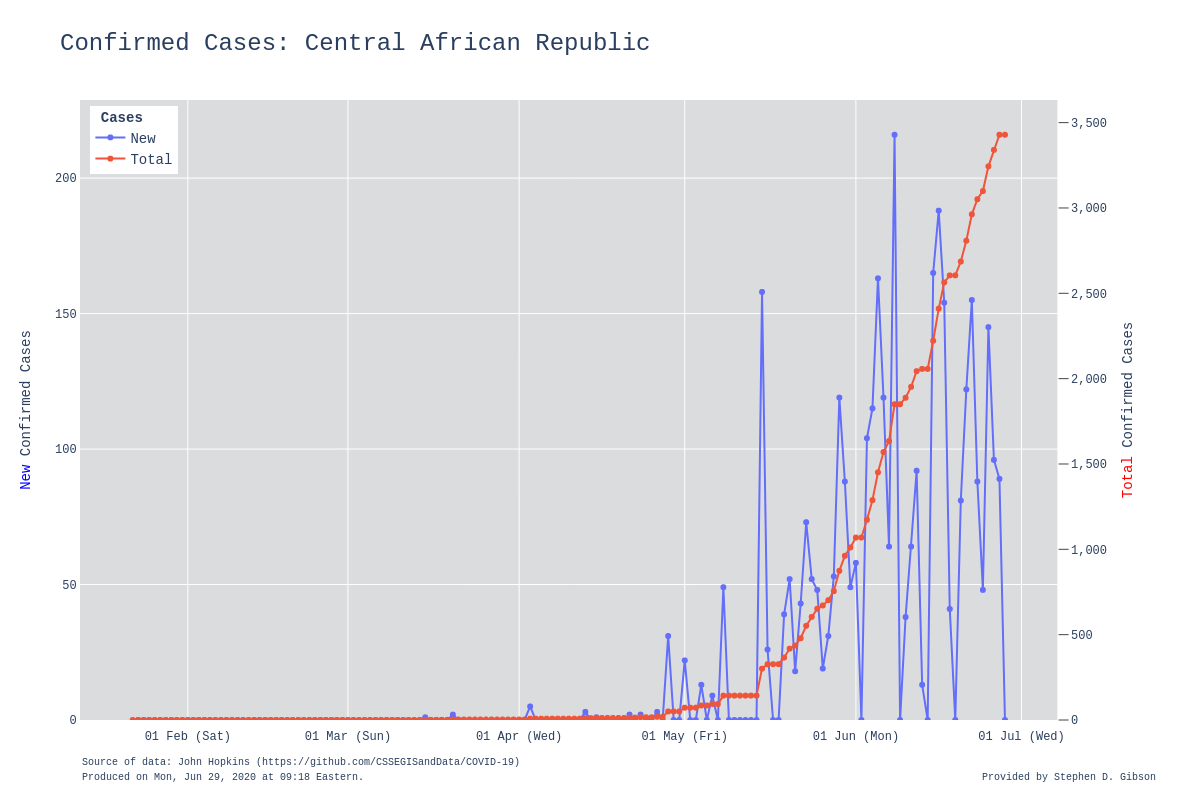 Confirmed Cases: Central African Republic
Cases
New
Total
200
150
100
50
0
3,500
3,000
2,500
2,000
1,500
1,000
500
0
New Confirmed Cases
Total Confirmed Cases
01 Feb (Sat)
01 Mar (Sun)
01 Apr (Wed)
01 May (Fri)
01 Jun (Mon)
01 Jul (Wed)
Source of data: John Hopkins (https://github.com/CSSEGISandData/COVID-19)
Produced on Mon, Jun 29, 2020 at 09:18 Eastern.
Provided by Stephen D. Gibson